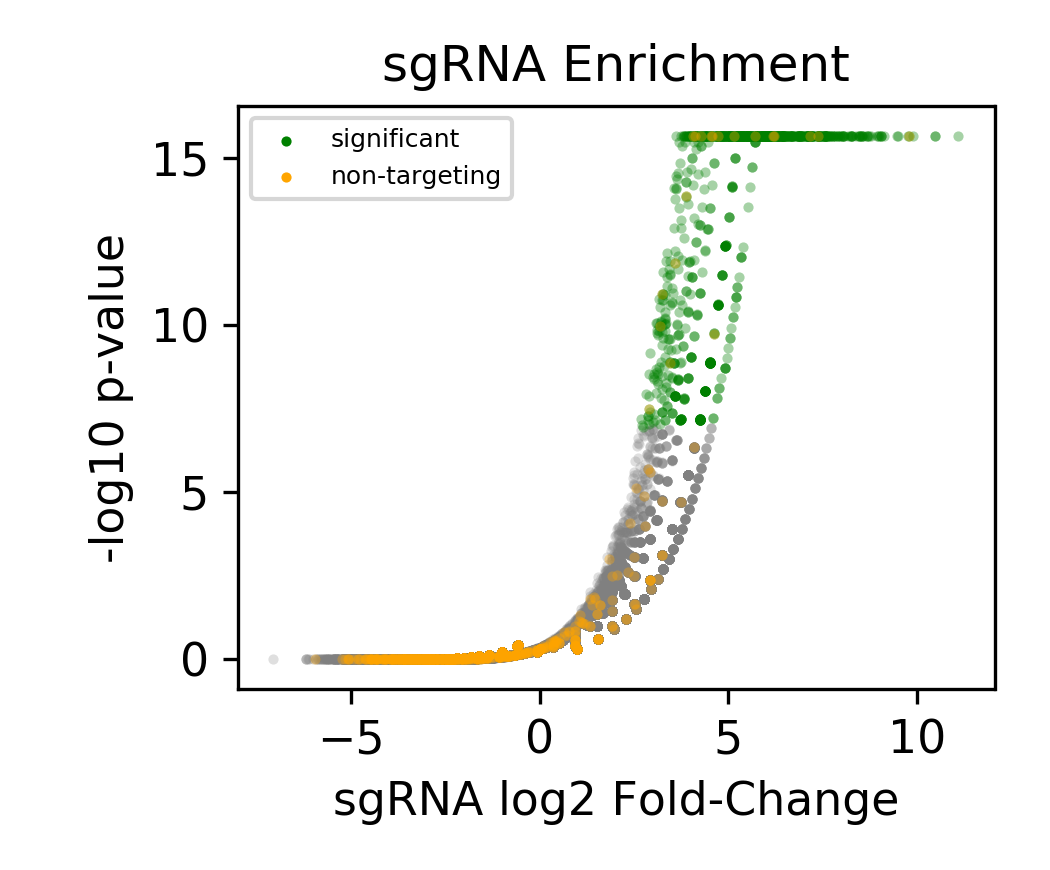 sgRNA Enrichment
significant
non-targeting
15
10
5
0
-log10 p-value
−5
0
5
10
sgRNA log2 Fold-Change